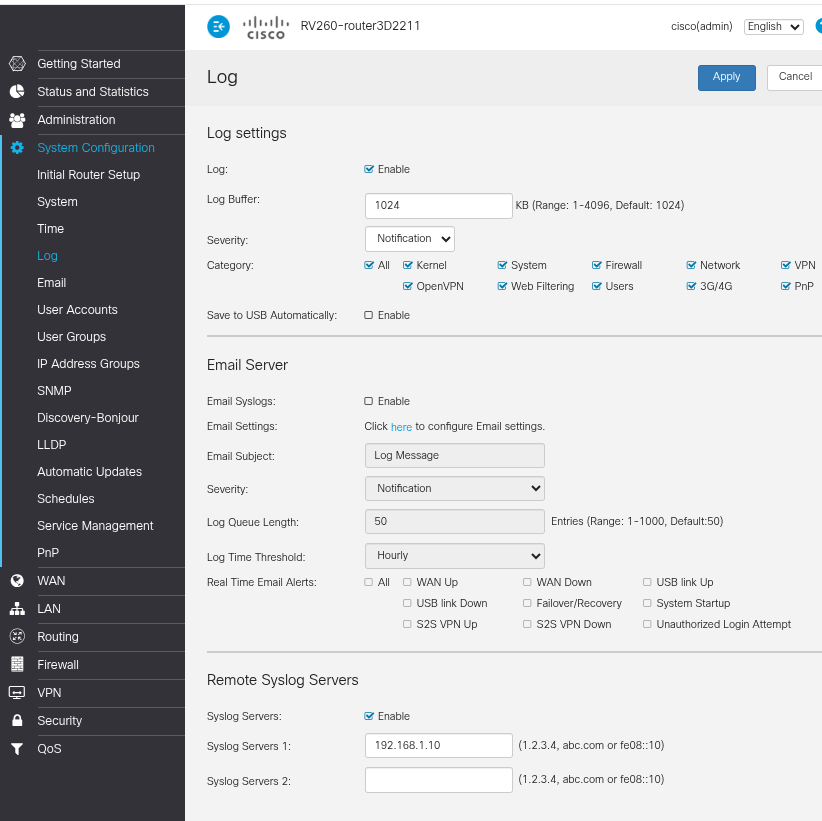 CISCO
RV260-router3D2211
cisco(admin)
English
Getting Started
Status and Statistics
Administration
System Configuration
Initial Router Setup
System
Time
Log
Email
User Accounts
User Groups
IP Address Groups
SNMP
Discovery-Bonjour
LLDP
Automatic Updates
Schedules
Service Management
PnP
WAN
LAN
Routing
Firewall
VPN
Security
QoS
Log
Apply
Cancel
Log settings
Log: Enable
Log Buffer: 1024 KB (Range: 1-4096, Default: 1024)
Severity: Notification
Category: All Kernel System Firewall Network VPN
OpenVPN Web Filtering Users 3G/4G PnP
Save to USB Automatically: Enable
Email Server
Email Syslogs: Enable
Email Settings: Click here to configure Email settings.
Email Subject: Log Message
Severity: Notification
Log Queue Length: 50 Entries (Range: 1-1000, Default:50)
Log Time Threshold: Hourly
Real Time Email Alerts: All WAN Up WAN Down USB link Up
USB link Down Failover/Recovery System Startup
S2S VPN Up S2S VPN Down Unauthorized Login Attempt
Remote Syslog Servers
Syslog Servers: Enable
Syslog Servers 1: 192.168.1.10 (1.2.3.4, abc.com or fe08::10)
Syslog Servers 2: (1.2.3.4, abc.com or fe08::10)